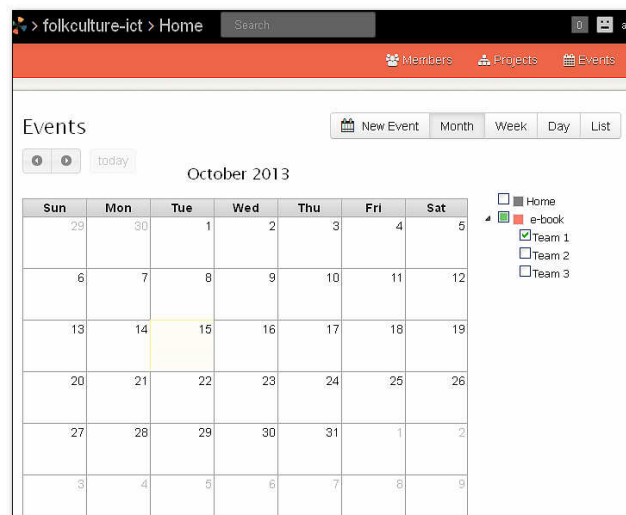 > folkculture-ict > Home Search 0
Members Projects Events
Events
New Event Month Week Day List
today
October 2013
Sun Mon Tue Wed Thu Fri Sat
29 30 1 2 3 4 5
6 7 8 9 10 11 12
13 14 15 16 17 18 19
20 21 22 23 24 25 26
27 28 29 30 31 1 2
3 4 5 6 7 8 9
Home
e-book
Team 1
Team 2
Team 3